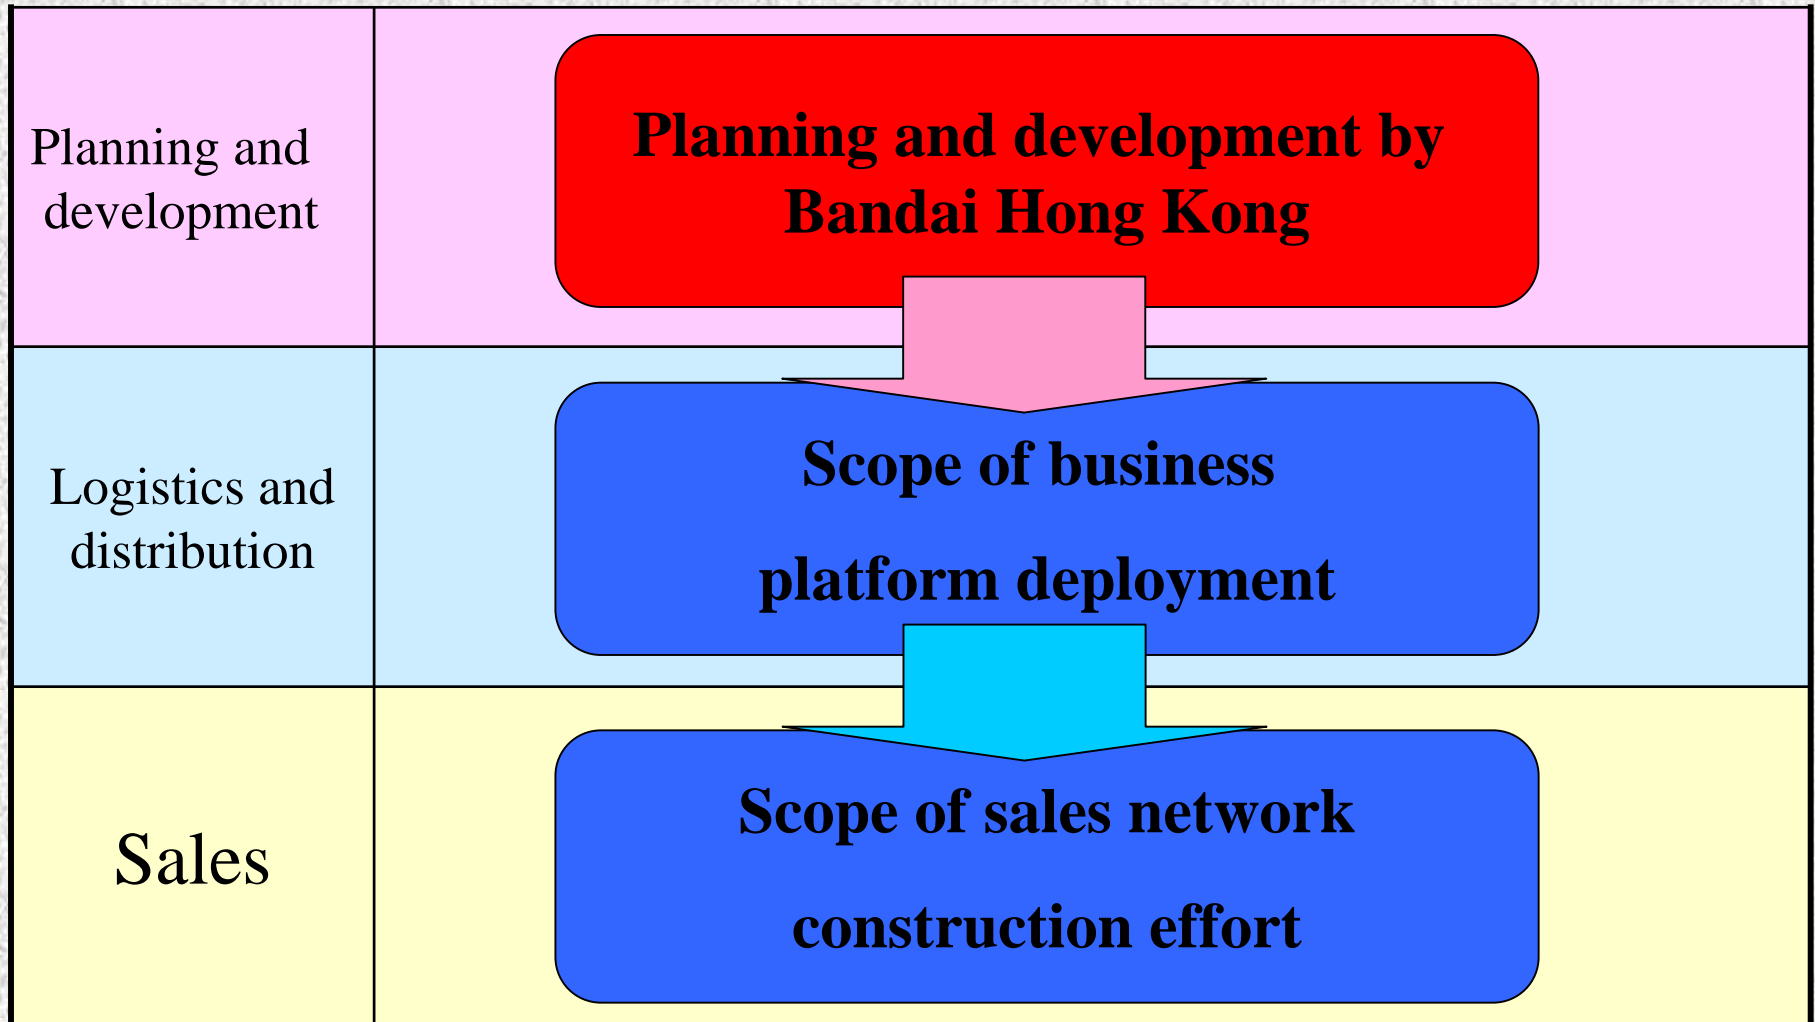 Planning and
development
Planning and development by
Bandai Hong Kong
Logistics and
distribution
Scope of business
platform deployment
Sales
Scope of sales network
construction effort